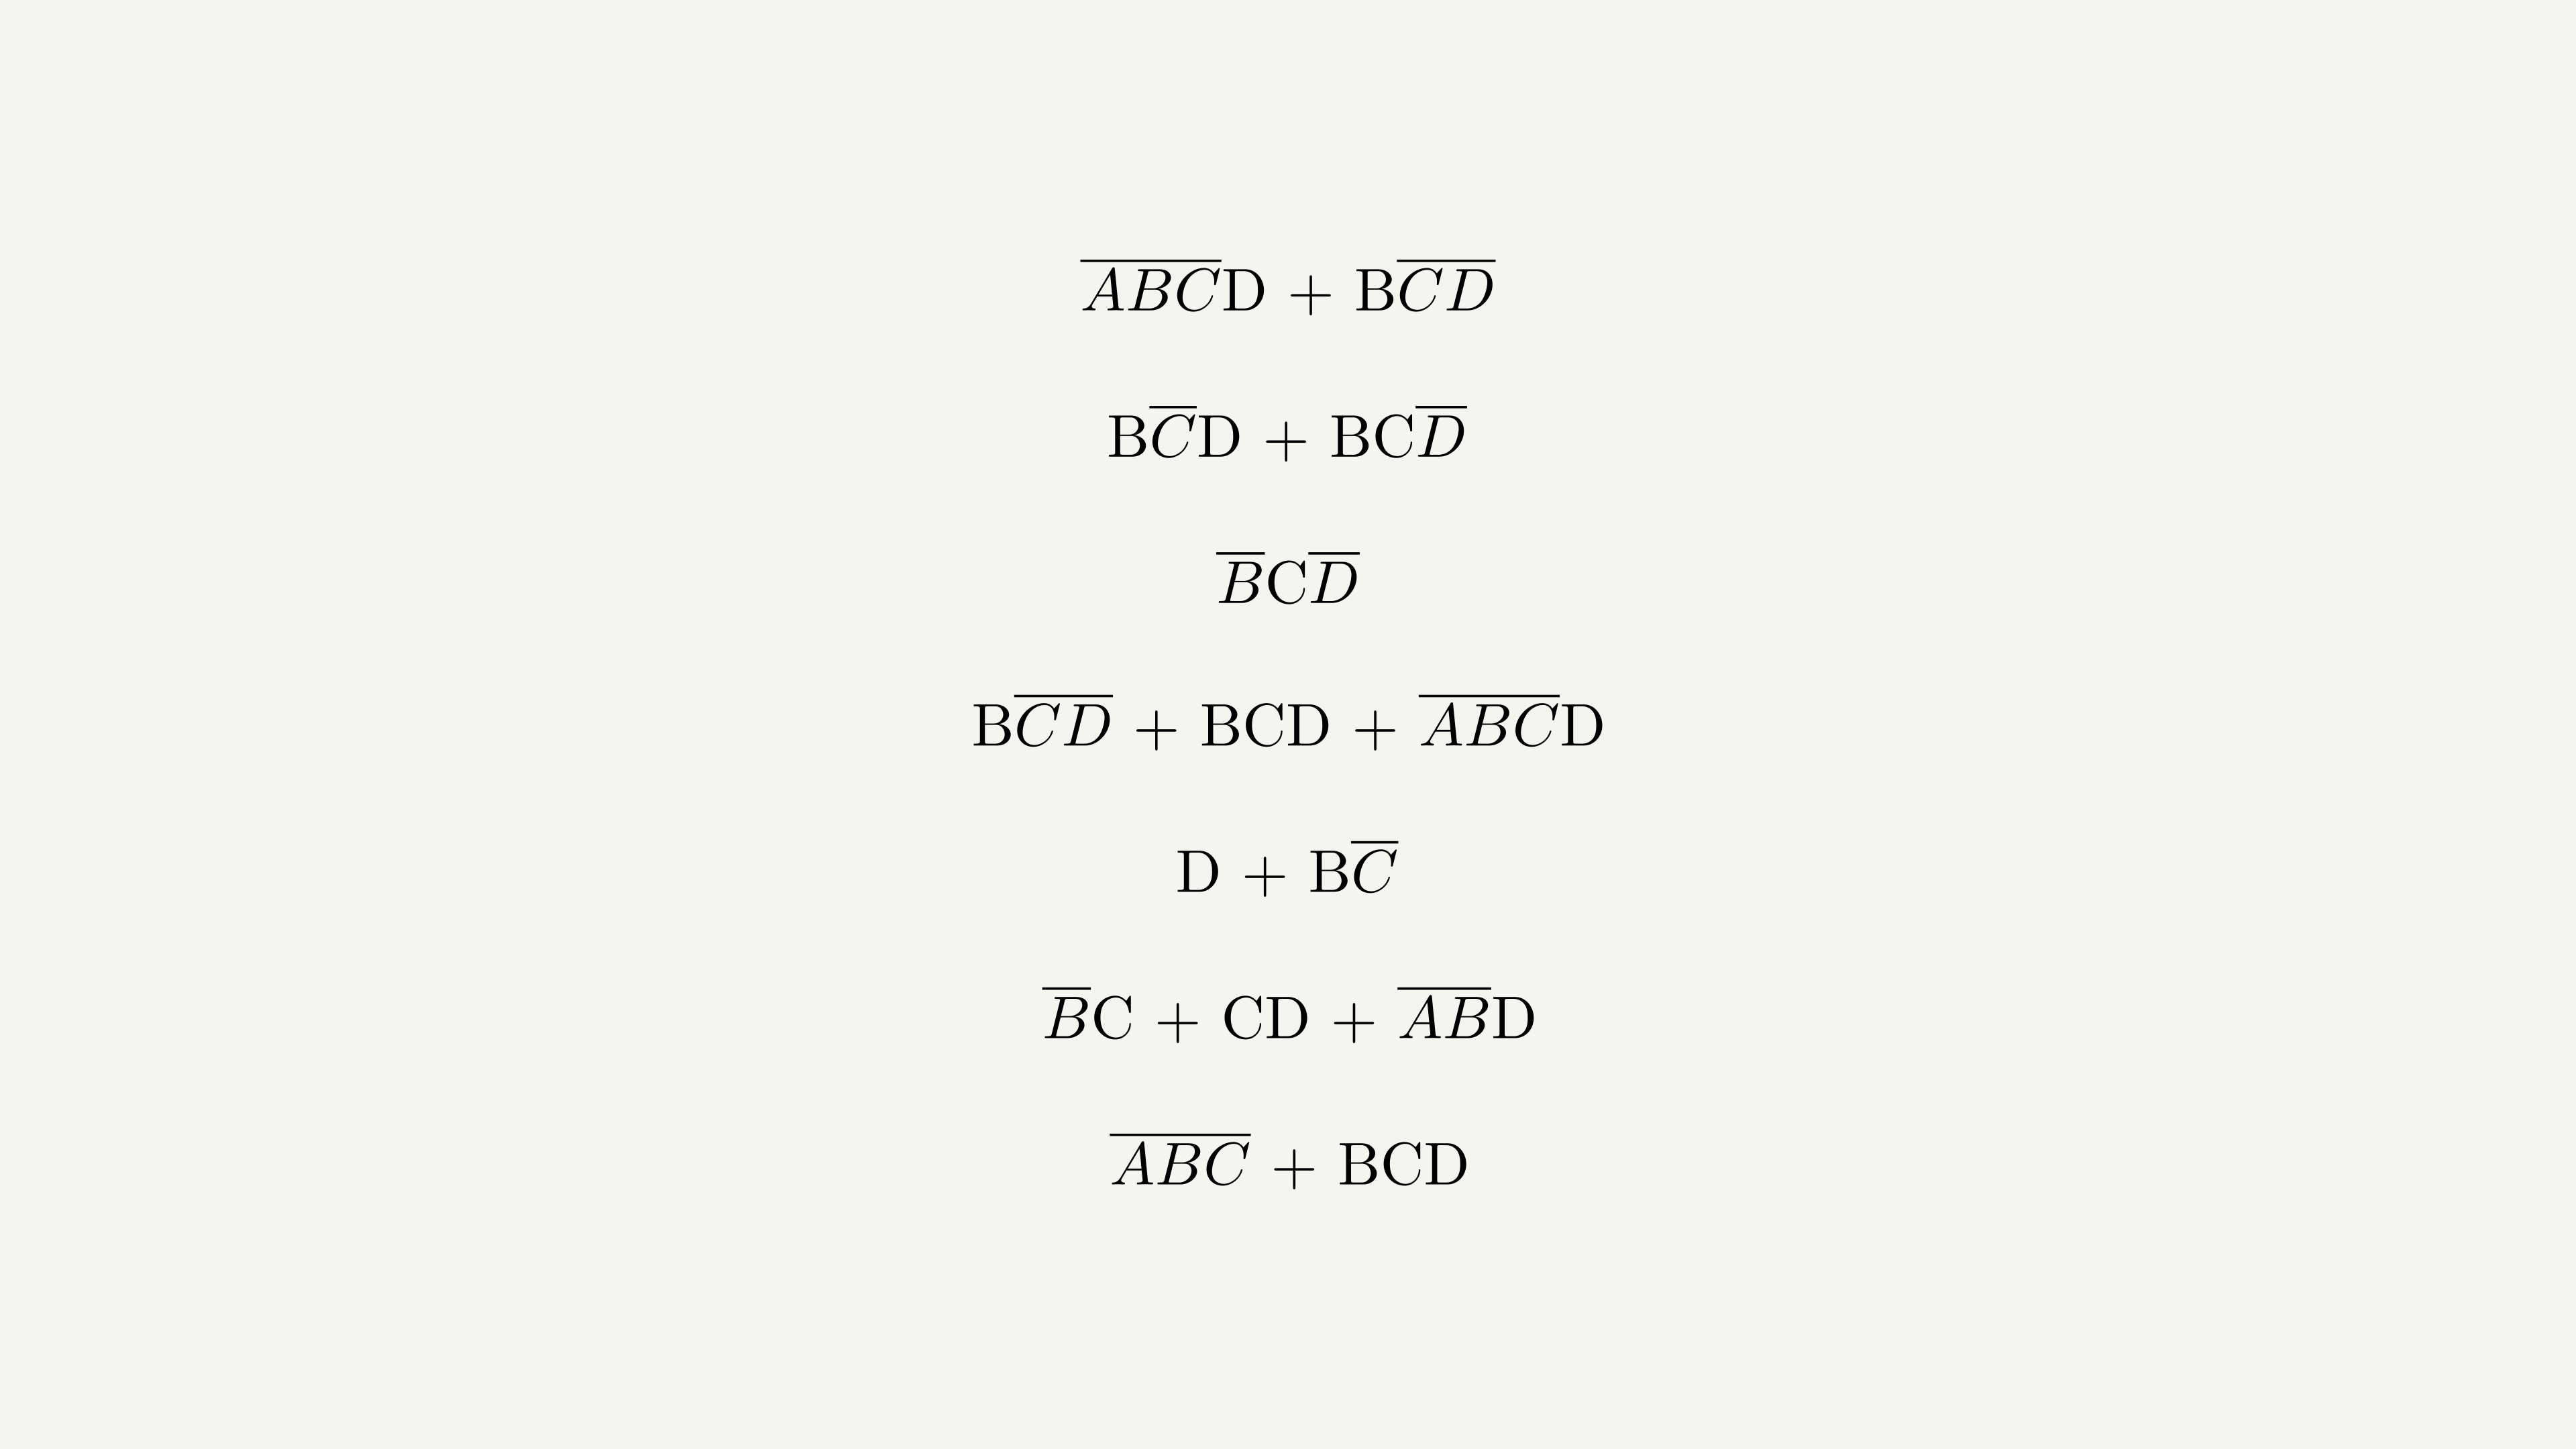 $\overline{ABC}$D + B$\overline{CD}$
B$\overline{C}$D + BC$\overline{D}$
$\overline{B}$C$\overline{D}$
B$\overline{CD}$ + BCD + $\overline{ABC}$D
D + B$\overline{C}$
$\overline{B}$C + CD + $\overline{AB}$D
$\overline{ABC}$ + BCD